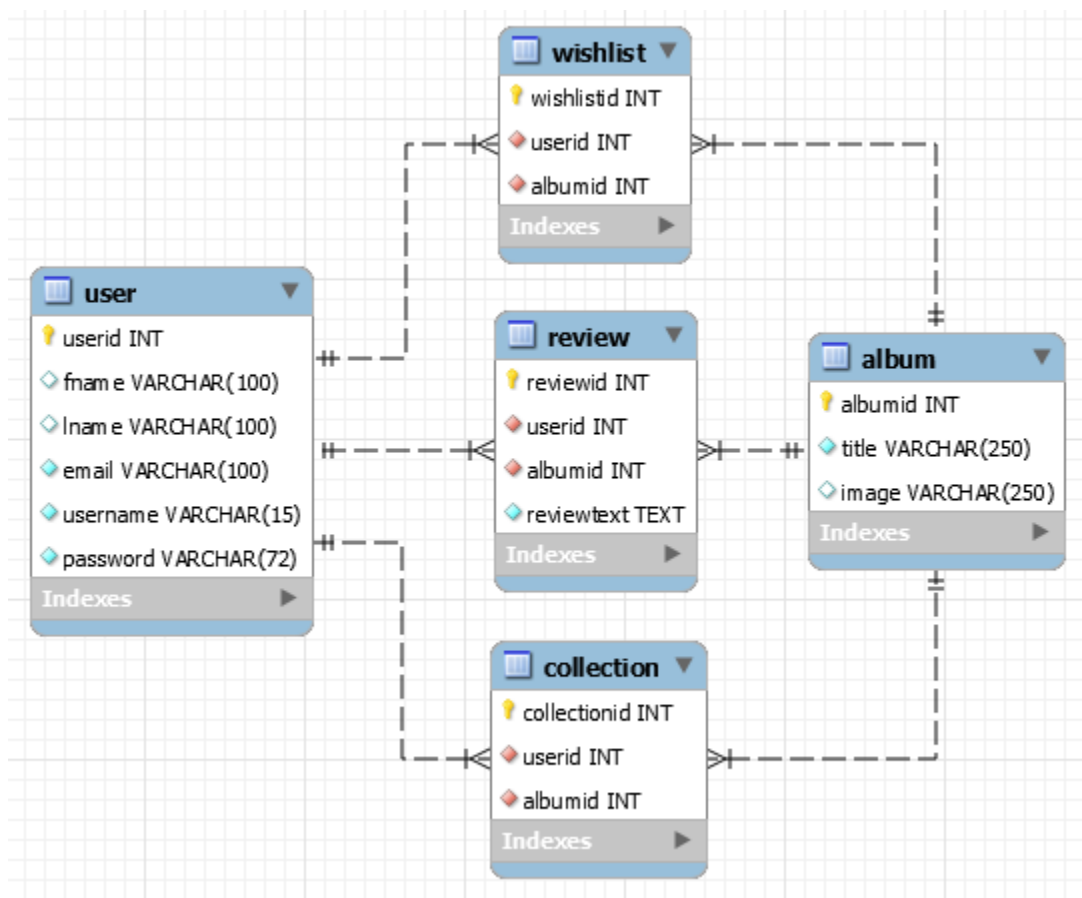 wishlist
wishlistid INT
userid INT
albumid INT
Indexes
user
userid INT
fname VARCHAR(100)
lname VARCHAR(100)
email VARCHAR(100)
username VARCHAR(15)
password VARCHAR(72)
Indexes
review
reviewid INT
userid INT
albumid INT
reviewtext TEXT
Indexes
album
albumid INT
title VARCHAR(250)
image VARCHAR(250)
Indexes
collection
collectionid INT
userid INT
albumid INT
Indexes